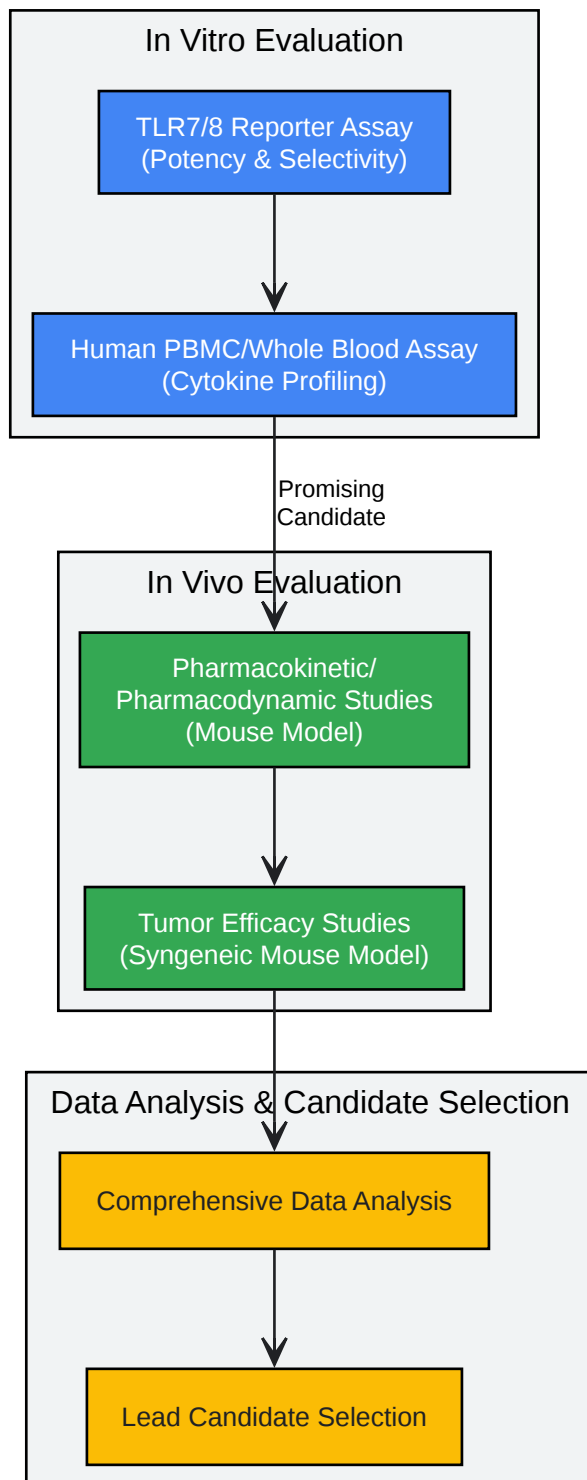 In Vitro Evaluation
TLR7/8 Reporter Assay
(Potency & Selectivity)
Human PBMC/Whole Blood Assay
(Cytokine Profiling)
Promising
Candidate
In Vivo Evaluation
Pharmacokinetic/
Pharmacodynamic Studies
(Mouse Model)
Tumor Efficacy Studies
(Syngeneic Mouse Model)
Data Analysis & Candidate Selection
Comprehensive Data Analysis
Lead Candidate Selection